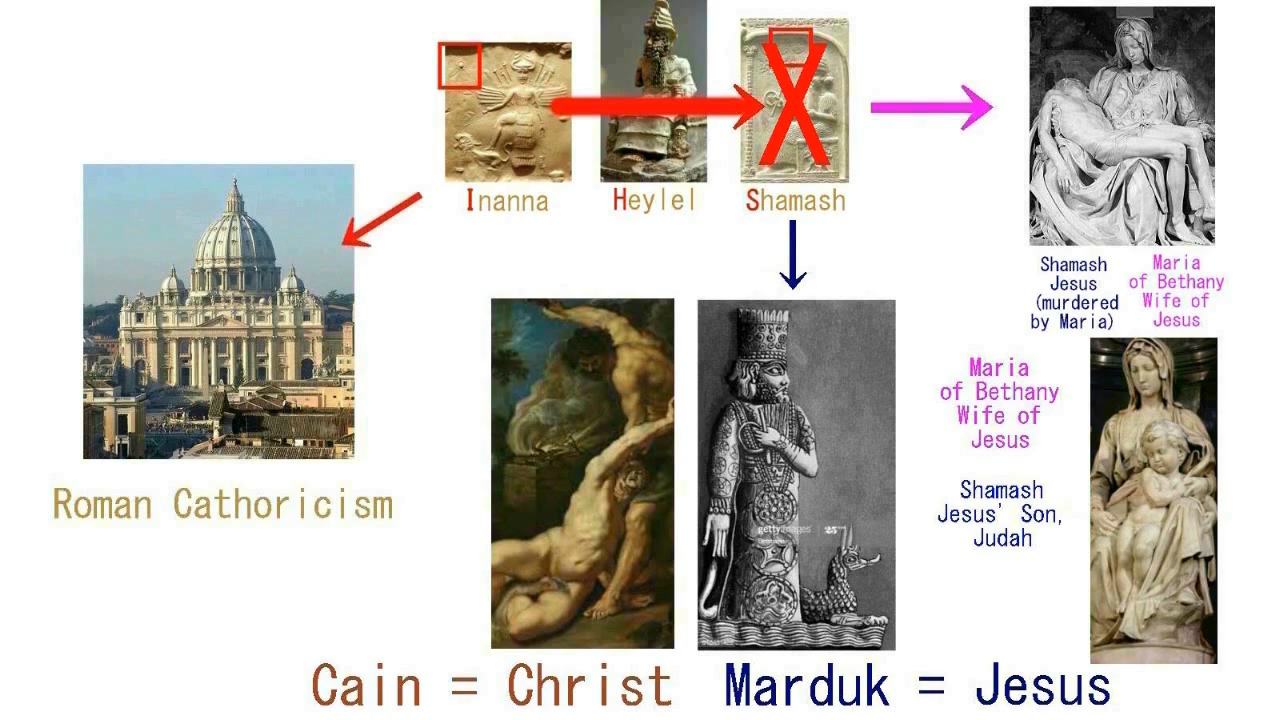 Inanna
Heylel
Shamash
Shamash
Jesus
(murdered
by Maria)
Maria
of Bethany
Wife of
Jesus
Maria
of Bethany
Wife of
Jesus
Shamash
Jesus' Son,
Judah
Roman Cathoricism
gettyimages
Cain = Christ
Marduk = Jesus